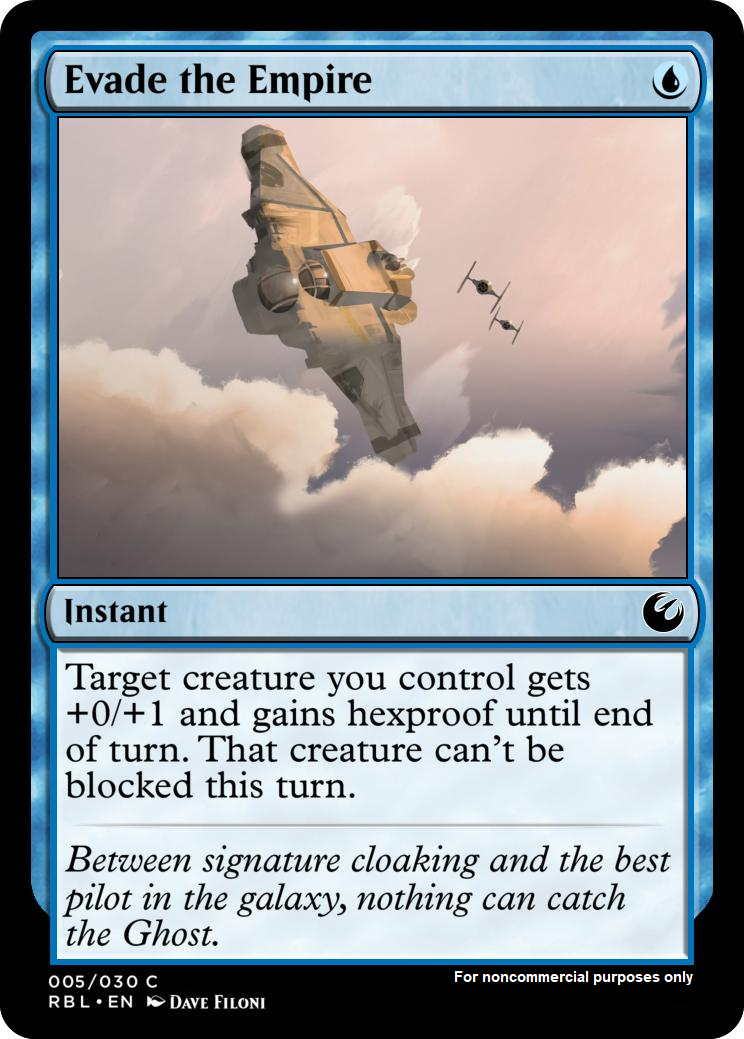 Evade the Empire
Instant
Target creature you control gets
+0/+1 and gains hexproof until end
of turn. That creature can't be
blocked this turn.
Between signature cloaking and the best
pilot in the galaxy, nothing can catch
the Ghost.
005/030 C
For noncommercial purposes only
RBL • EN Dave Filoni